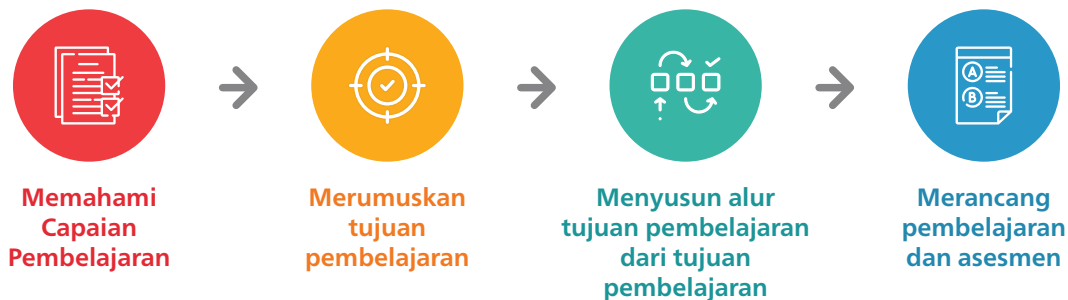 Memahami
Capaian
Pembelajaran
Merumuskan
tujuan
pembelajaran
Menyusun alur
tujuan pembelajaran
dari tujuan
pembelajaran
Merancang
pembelajaran
dan asesmen
A
B